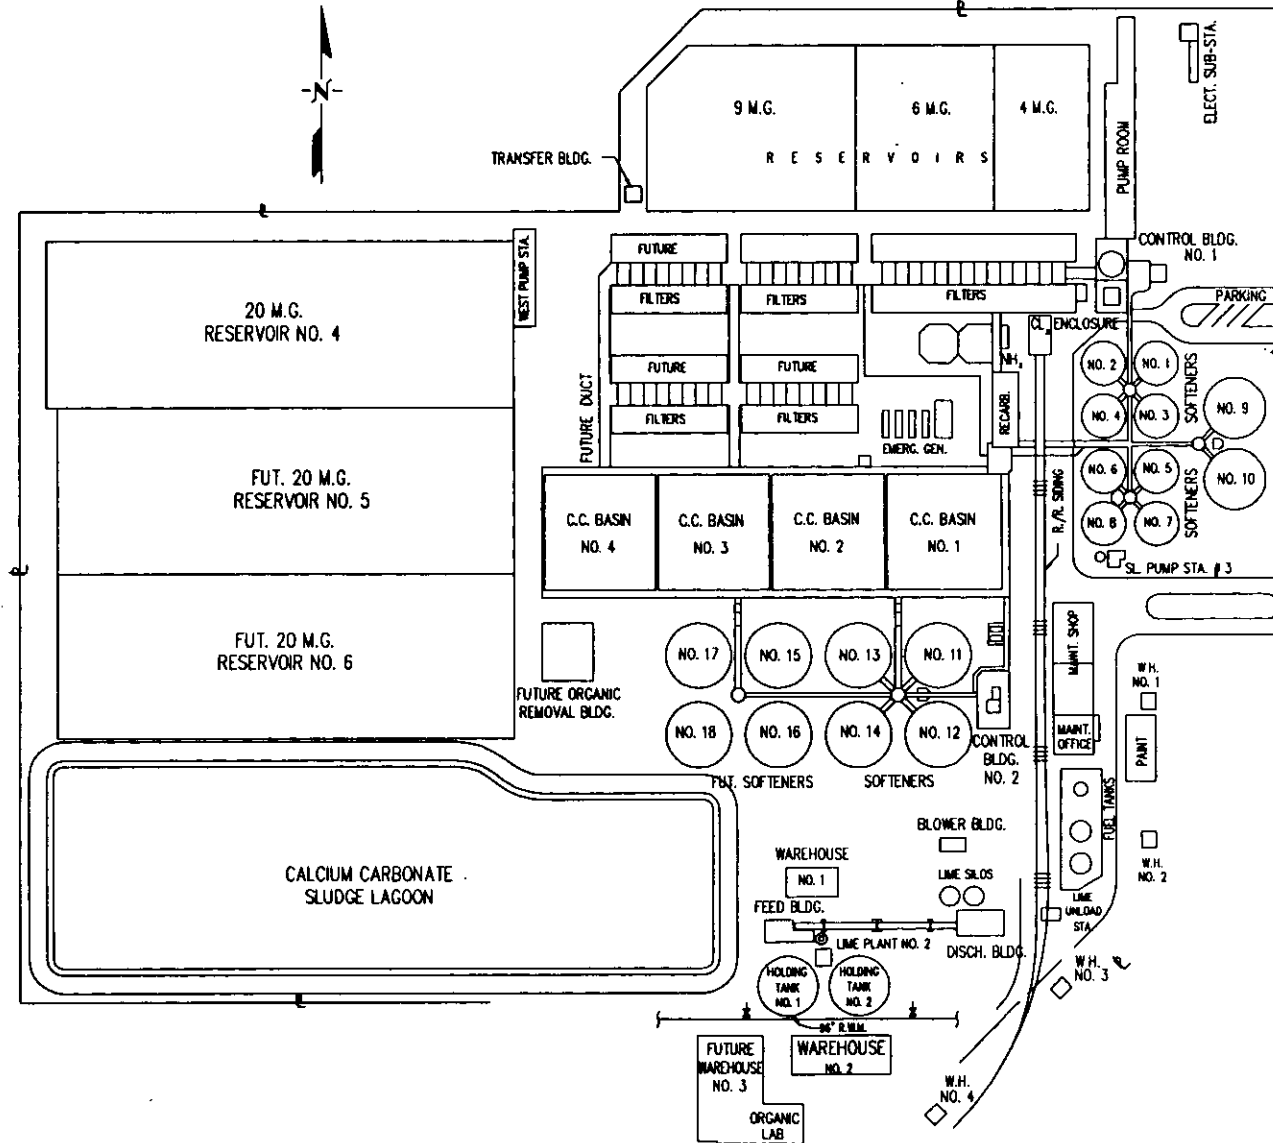 N
ELECT. SUB-STA.
9 M.G.
6 M.G.
4 M.G.
RESERVOIRS
PUMP ROOM
TRANSFER BLDG.
WEST PUMP STA.
CONTROL BLDG.
NO. 1
FUTURE
FILTERS
FILTERS
FILTERS
PARKING
20 M.G.
RESERVOIR NO. 4
CL₂ ENCLOSURE
NH₃
FUTURE
FUTURE
FILTERS
FILTERS
FUTURE DUCT
EMERG. GEN.
RECARB.
NO. 2
NO. 1
NO. 4
NO. 3
SOFTENERS
NO. 9
NO. 6
NO. 5
NO. 8
NO. 7
SOFTENERS
NO. 10
R./R. SIDING
SL. PUMP STA. # 3
FUT. 20 M.G.
RESERVOIR NO. 5
C.C. BASIN
NO. 4
C.C. BASIN
NO. 3
C.C. BASIN
NO. 2
C.C. BASIN
NO. 1
FUT. 20 M.G.
RESERVOIR NO. 6
FUTURE ORGANIC
REMOVAL BLDG.
NO. 17
NO. 15
NO. 13
NO. 11
NO. 18
NO. 16
NO. 14
NO. 12
FUT. SOFTENERS
SOFTENERS
CONTROL
BLDG.
NO. 2
MAINT. SHOP
MAINT.
OFFICE
W.H.
NO. 1
PAINT
FUEL TANKS
W.H.
NO. 2
CALCIUM CARBONATE
SLUDGE LAGOON
BLOWER BLDG.
WAREHOUSE
NO. 1
LIME SILOS
FEED BLDG.
LIME PLANT NO. 2
DISCH. BLDG.
LIME
UNLOAD
STA.
W.H.
NO. 3
HOLDING
TANK
NO. 1
HOLDING
TANK
NO. 2
R.W.M.
FUTURE
WAREHOUSE
NO. 3
WAREHOUSE
NO. 2
W.H.
NO. 4
ORGANIC
LAB